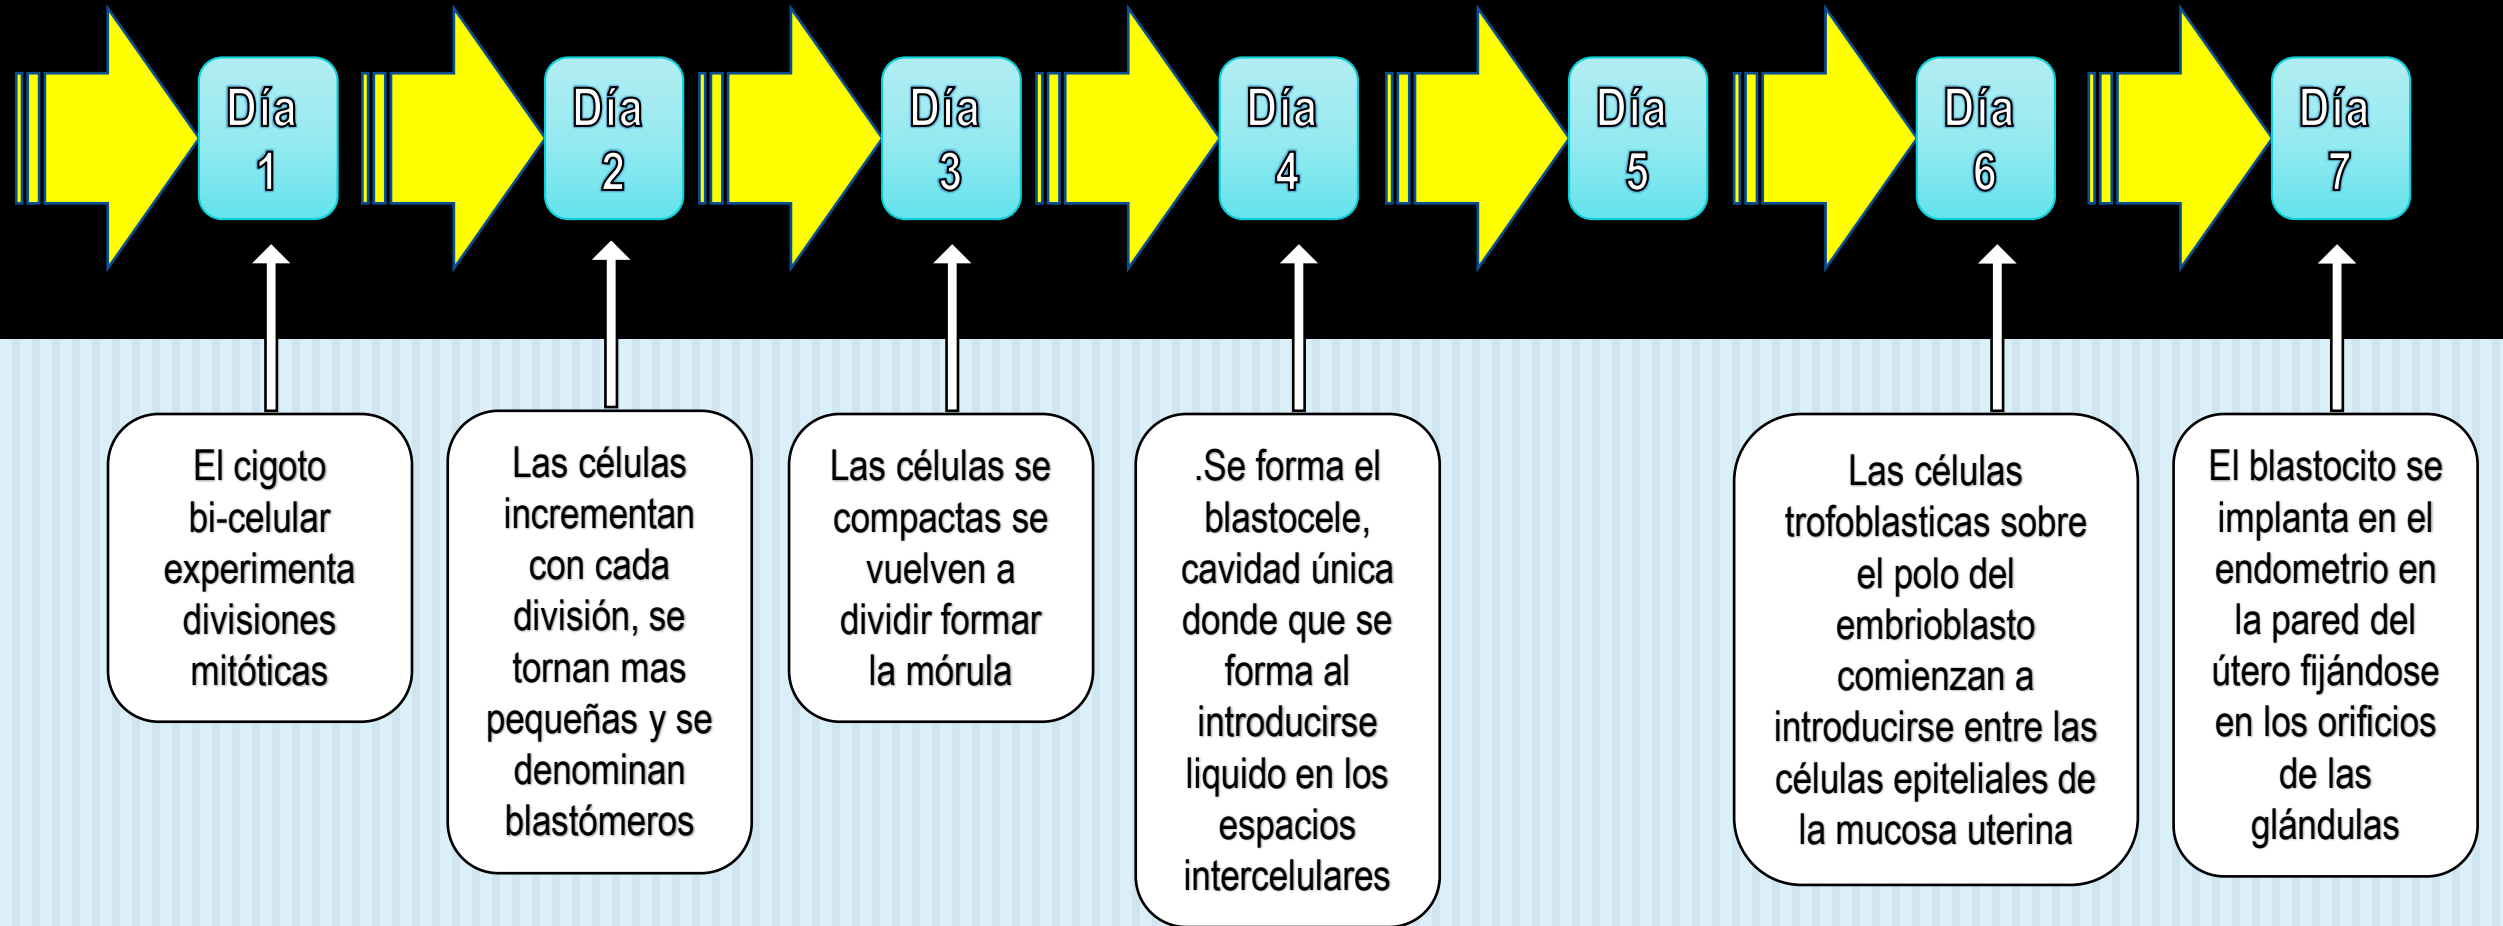 Día
1
Día
2
Día
3
Día
4
Día
5
Día
6
Día
7
El cigoto
bi-celular
experimenta
divisiones
mitóticas
Las células
incrementan
con cada
división, se
tornan mas
pequeñas y se
denominan
blastómeros
Las células se
compactas se
vuelven a
dividir formar
la mórula
.Se forma el
blastocele,
cavidad única
donde que se
forma al
introducirse
liquido en los
espacios
intercelulares
Las células
trofoblasticas sobre
el polo del
embrioblasto
comienzan a
introducirse entre las
células epiteliales de
la mucosa uterina
El blastocito se
implanta en el
endometrio en
la pared del
útero fijándose
en los orificios
de las
glándulas